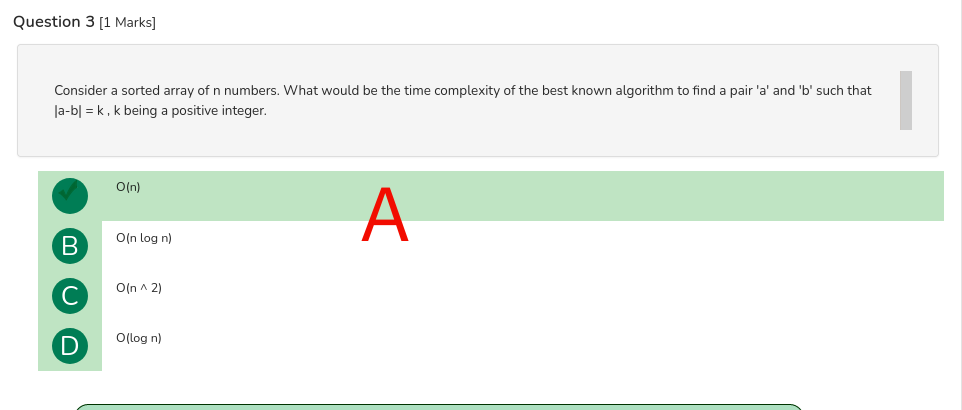 Question 3 [1 Marks]
Consider a sorted array of n numbers. What would be the time complexity of the best known algorithm to find a pair 'a' and 'b' such that
|a-b| = k , k being a positive integer.
O(n)
A
B O(n log n)
C O(n ^ 2)
D O(log n)